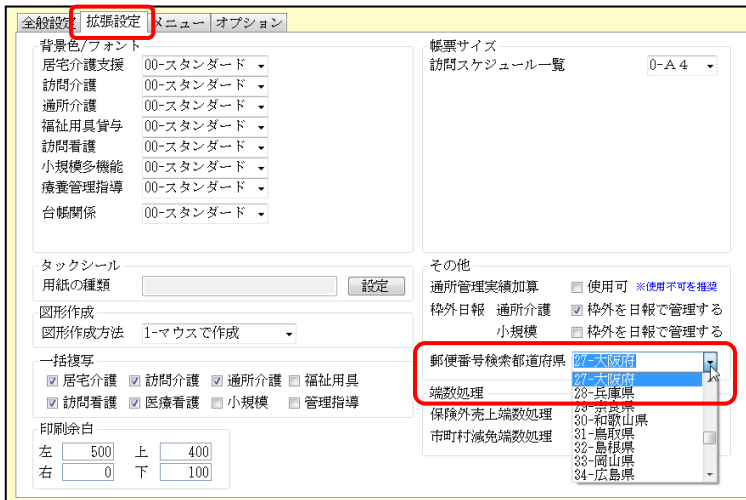 全般設定 拡張設定 メニュー オプション
背景色/フォント
居宅介護支援 00-スタンダード
訪問介護 00-スタンダード
通所介護 00-スタンダード
福祉用具貸与 00-スタンダード
訪問看護 00-スタンダード
小規模多機能 00-スタンダード
療養管理指導 00-スタンダード
台帳関係 00-スタンダード
帳票サイズ
訪問スケジュール一覧 0-A4
タックシール
用紙の種類 設定
図形作成
図形作成方法 1-マウスで作成
一括複写
居宅介護 訪問介護 通所介護 福祉用具
訪問看護 医療看護 小規模 管理指導
印刷余白
左 500 上 400
右 0 下 100
その他
通所管理実績加算 使用可 ※使用不可を推奨
枠外日報 通所介護 枠外を日報で管理する
小規模 枠外を日報で管理する
郵便番号検索都道府県 27-大阪府
27-大阪府
28-兵庫県
29-奈良県
30-和歌山県
31-鳥取県
32-島根県
33-岡山県
34-広島県
端数処理
保険外売上端数処理
市町村減免端数処理